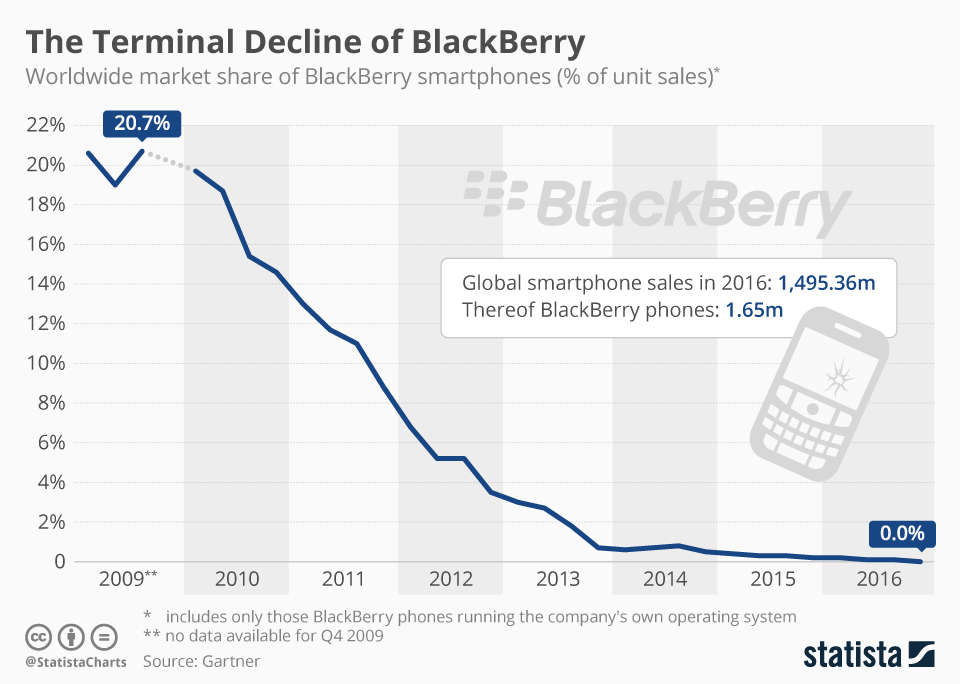 The Terminal Decline of BlackBerry
Worldwide market share of BlackBerry smartphones (% of unit sales)*
22%
20.7%
20%
18%
BlackBerry
16%
14%
Global smartphone sales in 2016: 1,495.36m
Thereof BlackBerry phones: 1.65m
12%
10%
8%
6%
4%
2%
0.0%
0
2009** 2010 2011 2012 2013 2014 2015 2016
* includes only those BlackBerry phones running the company's own operating system
** no data available for Q4 2009
cc
@StatistaCharts Source: Gartner
statista